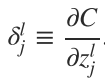 δ_j^l ≡ ∂C / ∂z_j^l.